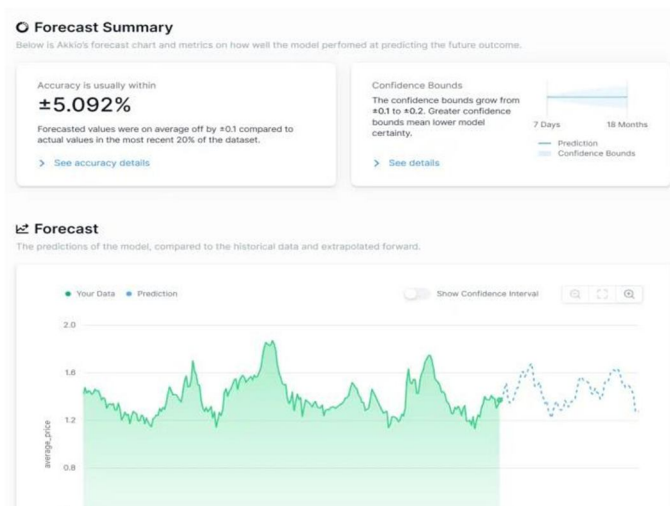 Forecast Summary
Below is Akkio's forecast chart and metrics on how well the model perfomed at predicting the future outcome.
Accuracy is usually within
±5.092%
Forecasted values were on average off by ±0.1 compared to
actual values in the most recent 20% of the dataset.
> See accuracy details
Confidence Bounds
The confidence bounds grow from
±0.1 to ±0.2. Greater confidence
bounds mean lower model
certainty.
> See details
7 Days 18 Months
Prediction
Confidence Bounds
Forecast
The predictions of the model, compared to the historical data and extrapolated forward.
Your Data Prediction
Show Confidence Interval
2.0
1.6
1.2
0.8
average_price